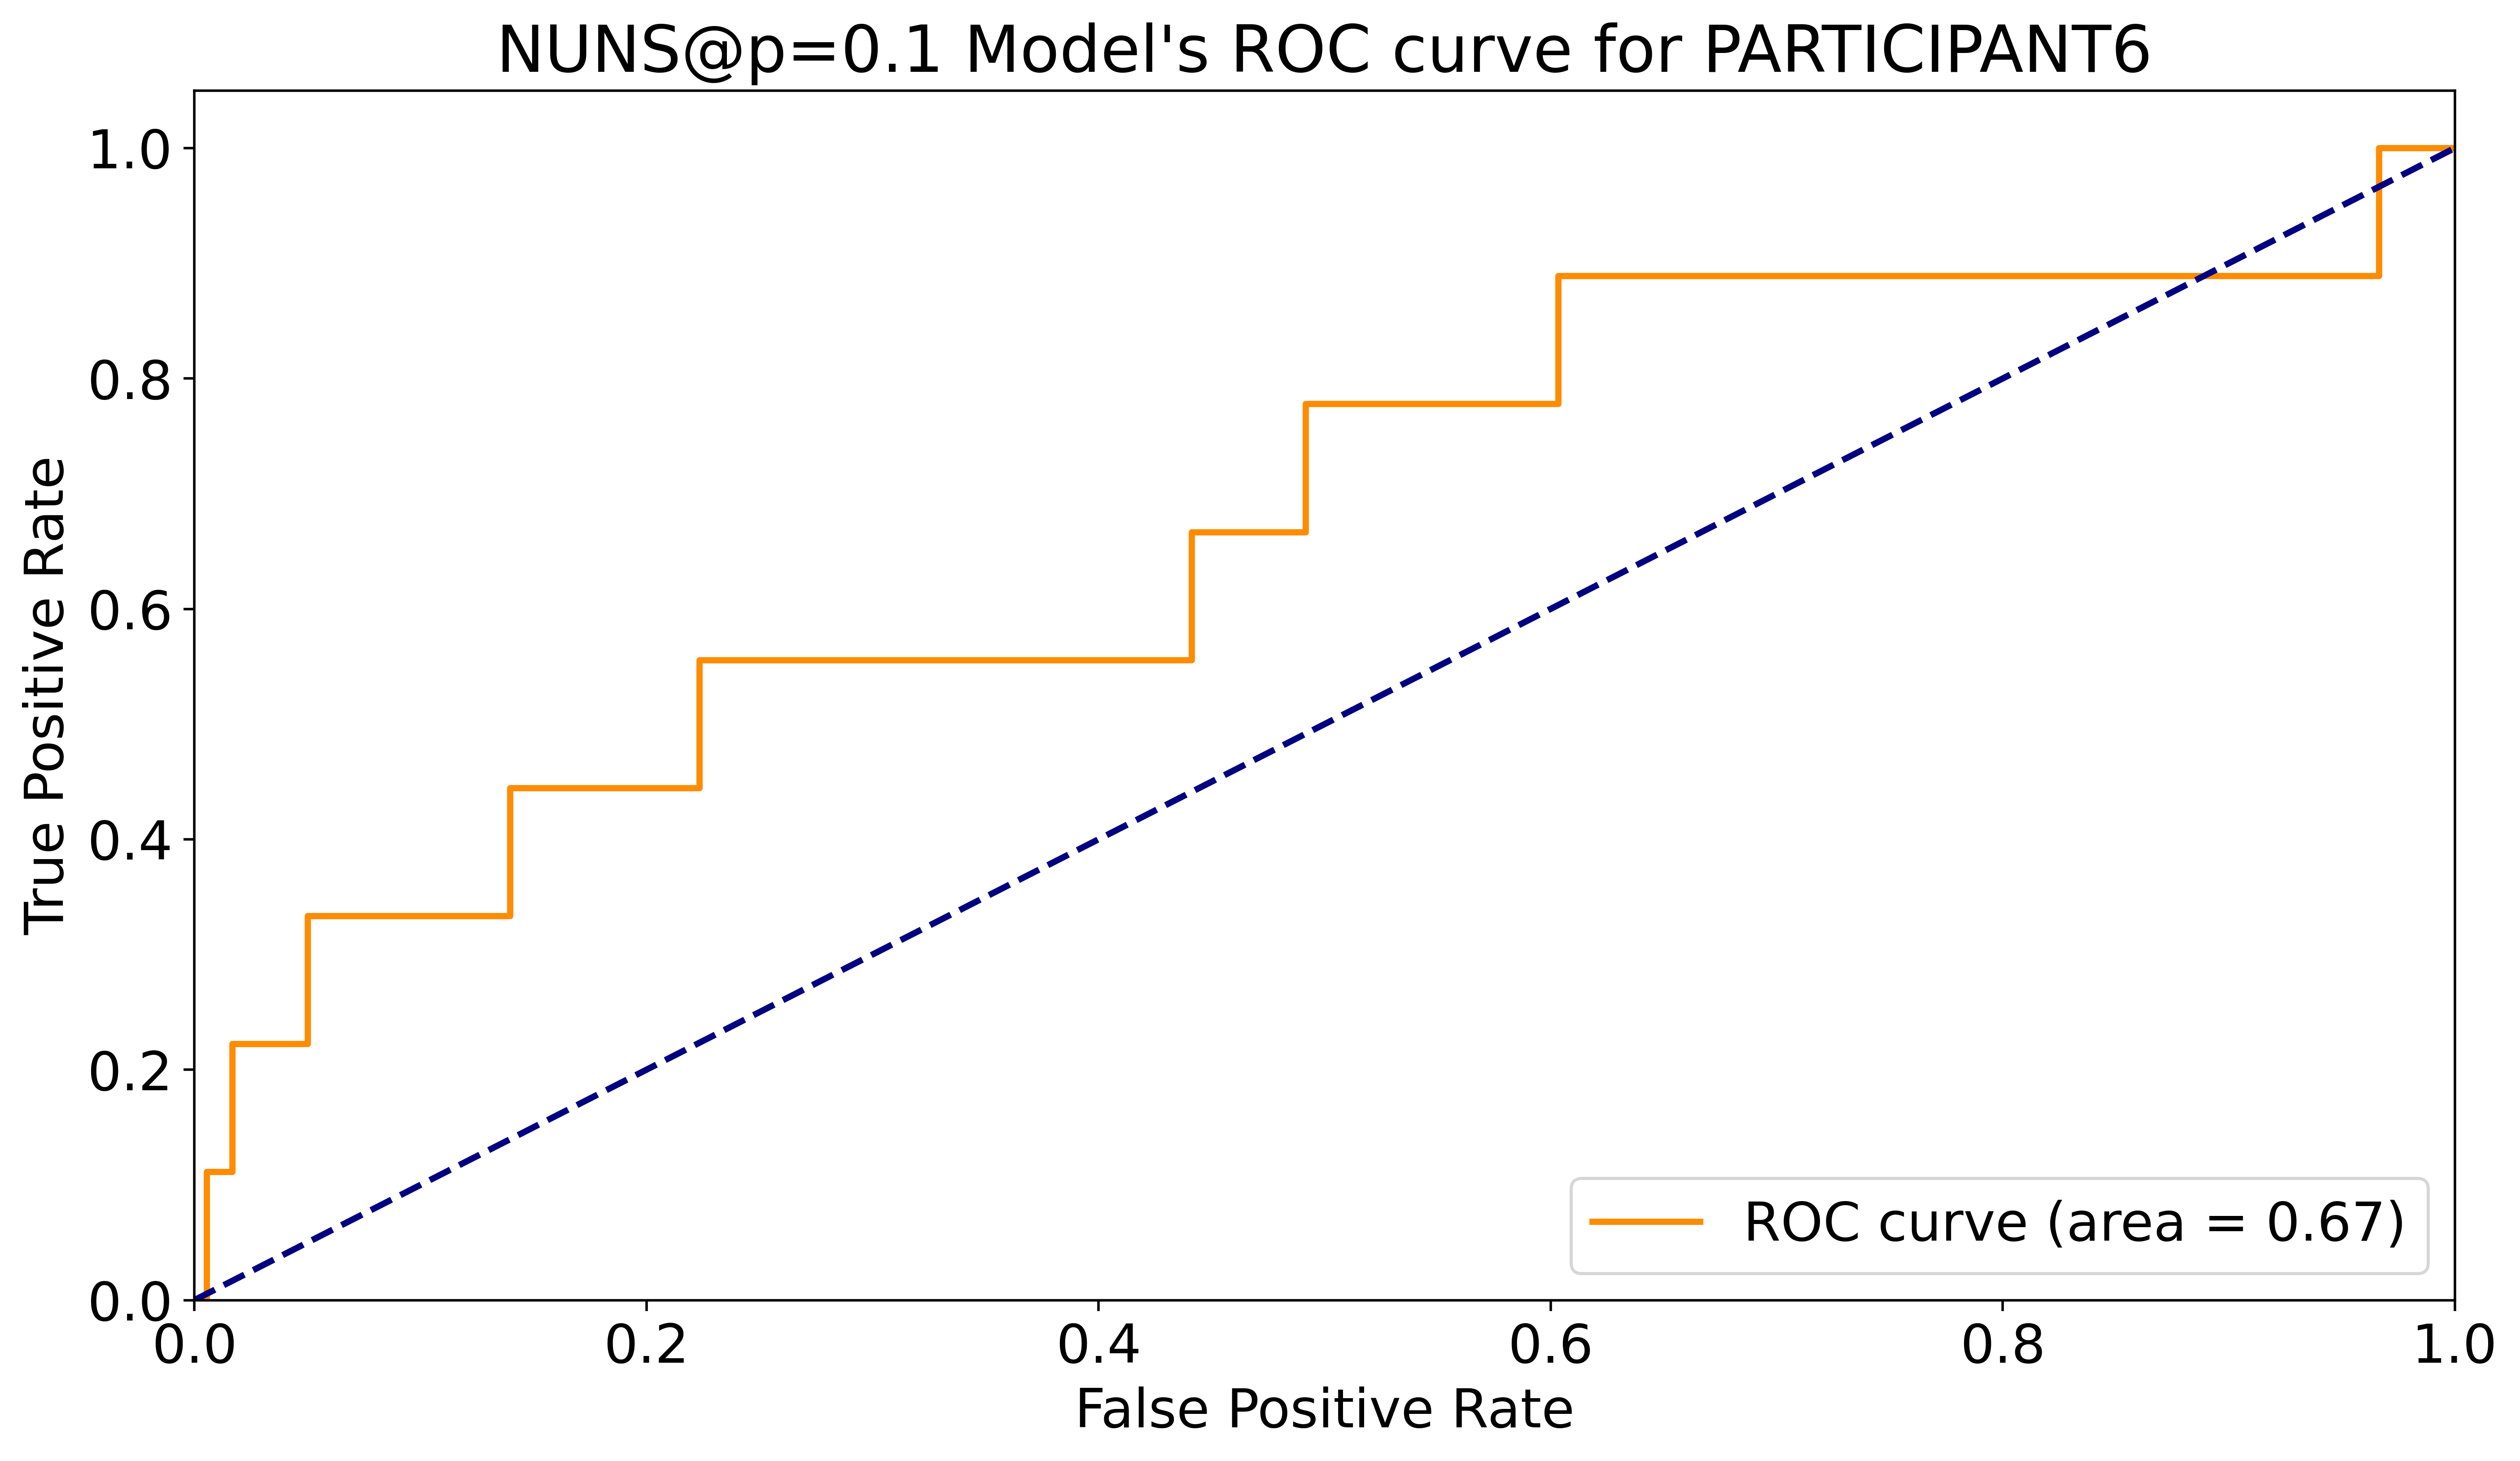 NUNS@p=0.1 Model's ROC curve for PARTICIPANT6
True Positive Rate
1.0
0.8
0.6
0.4
0.2
0.0
0.0 0.2 0.4 0.6 0.8 1.0
False Positive Rate
ROC curve (area = 0.67)